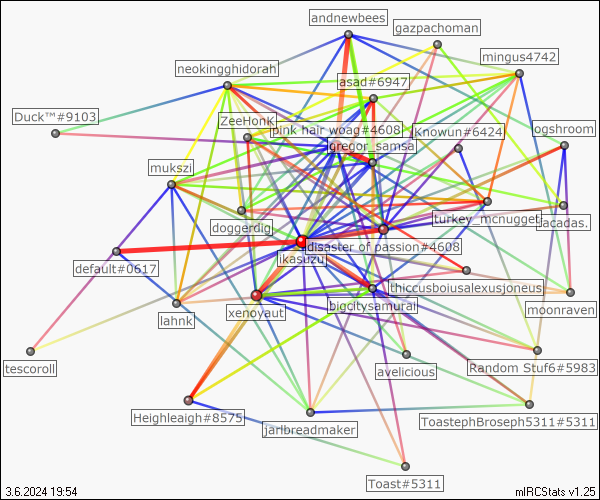 andnewbees
gazpachoman
mingus4742
neokingghidorah
asad#6947
Duck™#9103
ZeeHonk
pink hair woag#4608
Knowun#6424
ogshroom
gregor_samsa
mukszi
doggerdig
turkey_mcnugget
Jacadas.
disaster of passion#4608
ikasuzu
default#0617
thiccusboiusalexusjoneus
lahnk
xenoyaut
bigcitysamurai
moonraven
tescoroll
avelicious
Random Stuf6#5983
Heighleaigh#8575
jarlbreadmaker
ToastephBroseph5311#5311
Toast#5311
3.6.2024 19:54
mIRCStats v1.25